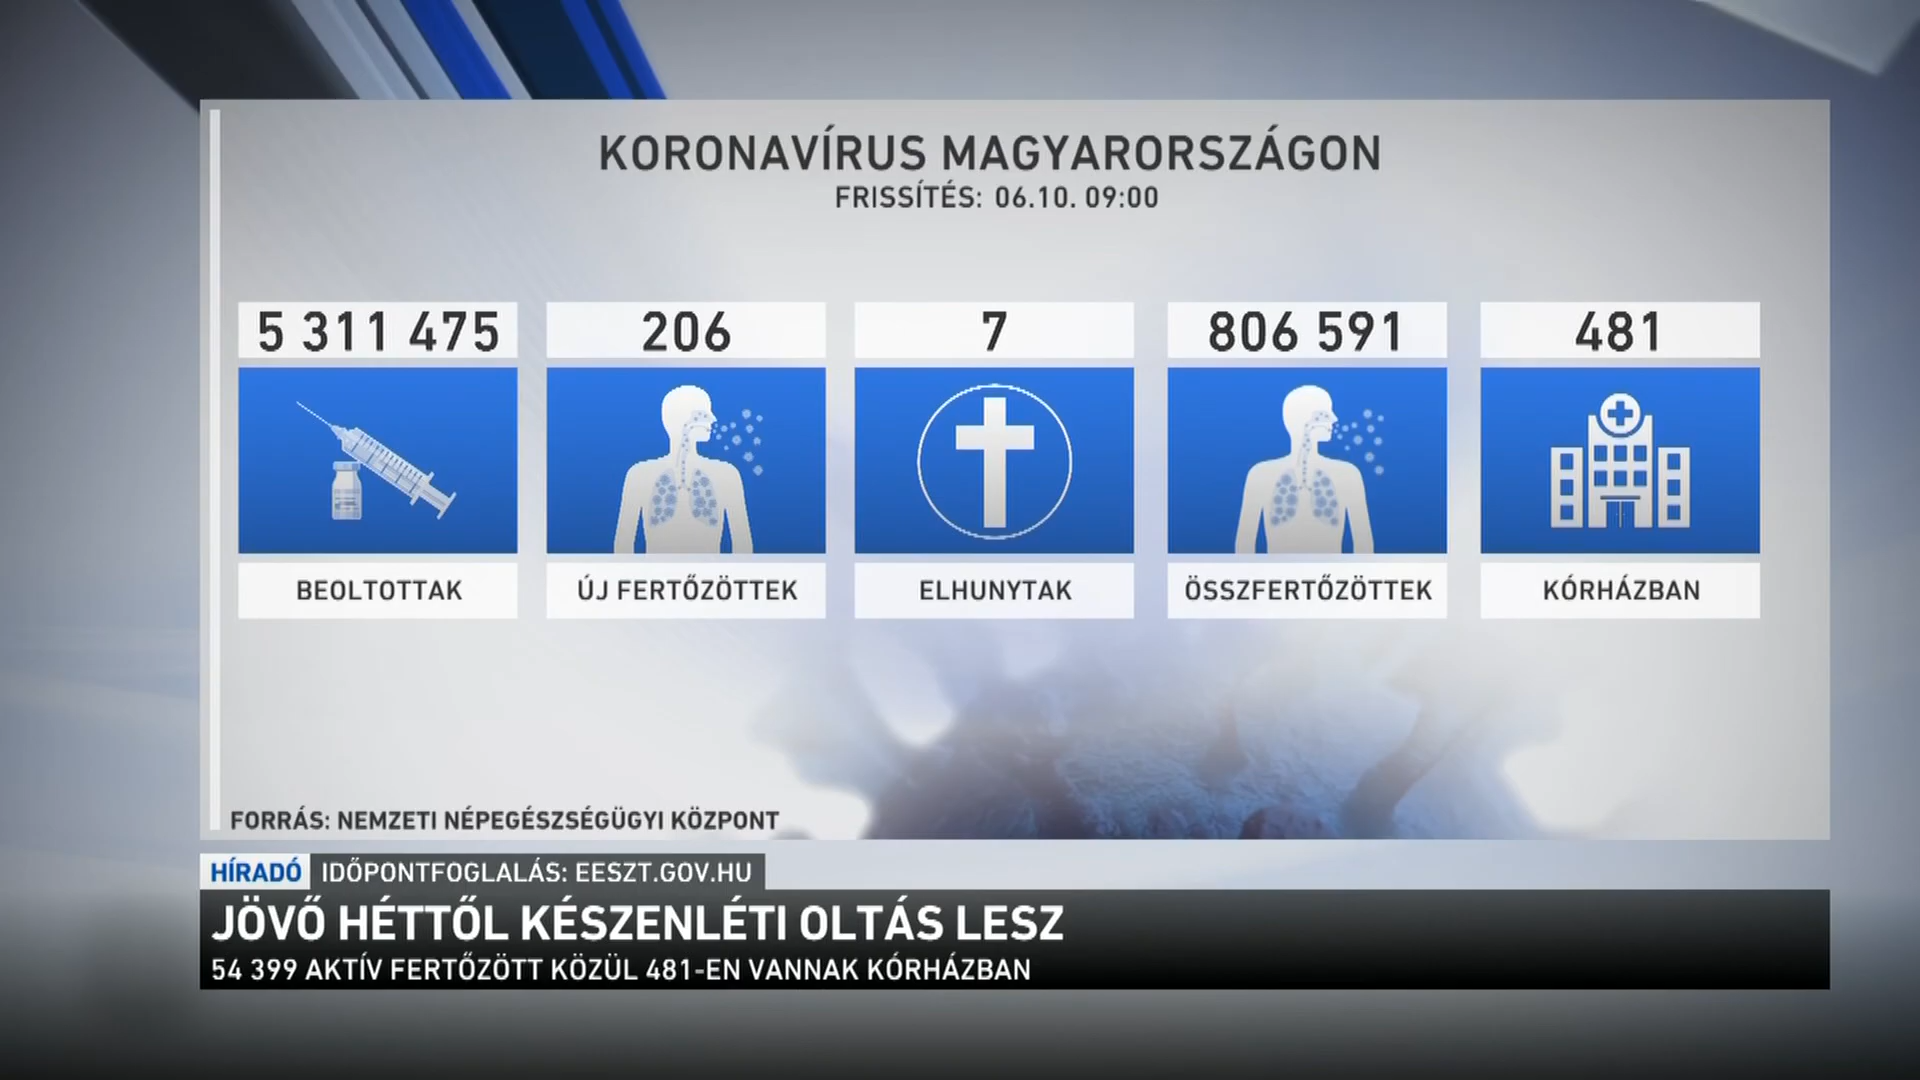 KORONAVÍRUS MAGYARORSZÁGON
FRISSÍTÉS: 06.10. 09:00
5 311 475
206
7
806 591
481
BEOLTOTTAK
ÚJ FERTŐZÖTTEK
ELHUNYTAK
ÖSSZFERTŐZÖTTEK
KÓRHÁZBAN
FORRÁS: NEMZETI NÉPEGÉSZSÉGÜGYI KÖZPONT
HÍRADÓ IDŐPONTFOGLALÁS: EESZT.GOV.HU
JÖVŐ HÉTTŐL KÉSZENLÉTI OLTÁS LESZ
54 399 AKTÍV FERTŐZÖTT KÖZÜL 481-EN VANNAK KÓRHÁZBAN